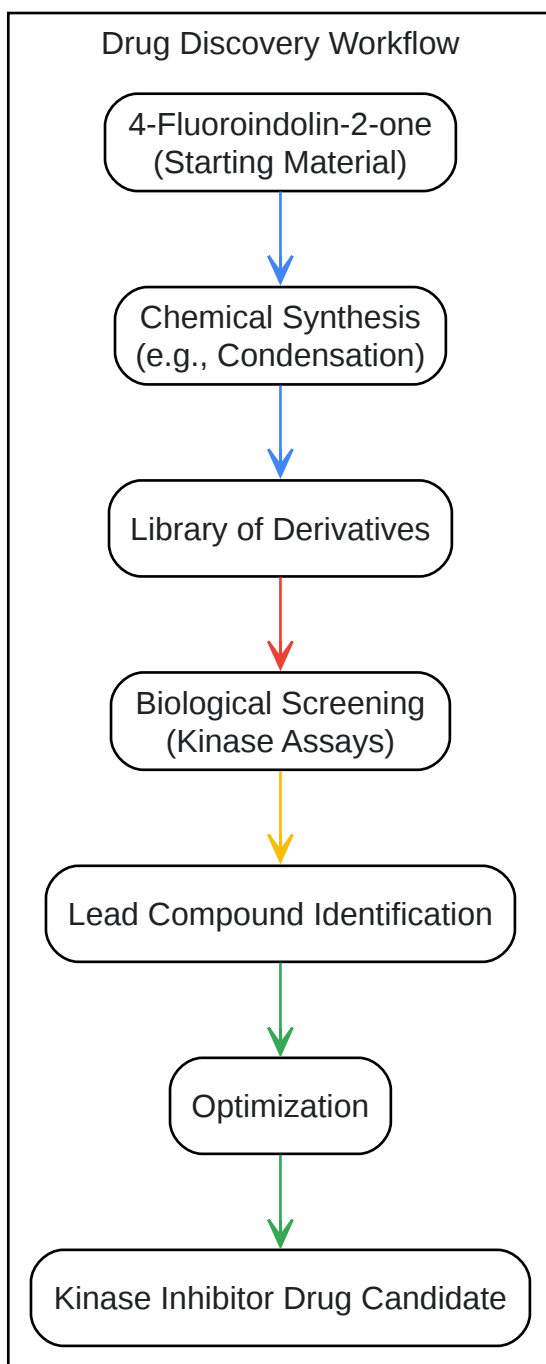 Drug Discovery Workflow
4-Fluoroindolin-2-one
(Starting Material)
Chemical Synthesis
(e.g., Condensation)
Library of Derivatives
Biological Screening
(Kinase Assays)
Lead Compound Identification
Optimization
Kinase Inhibitor Drug Candidate